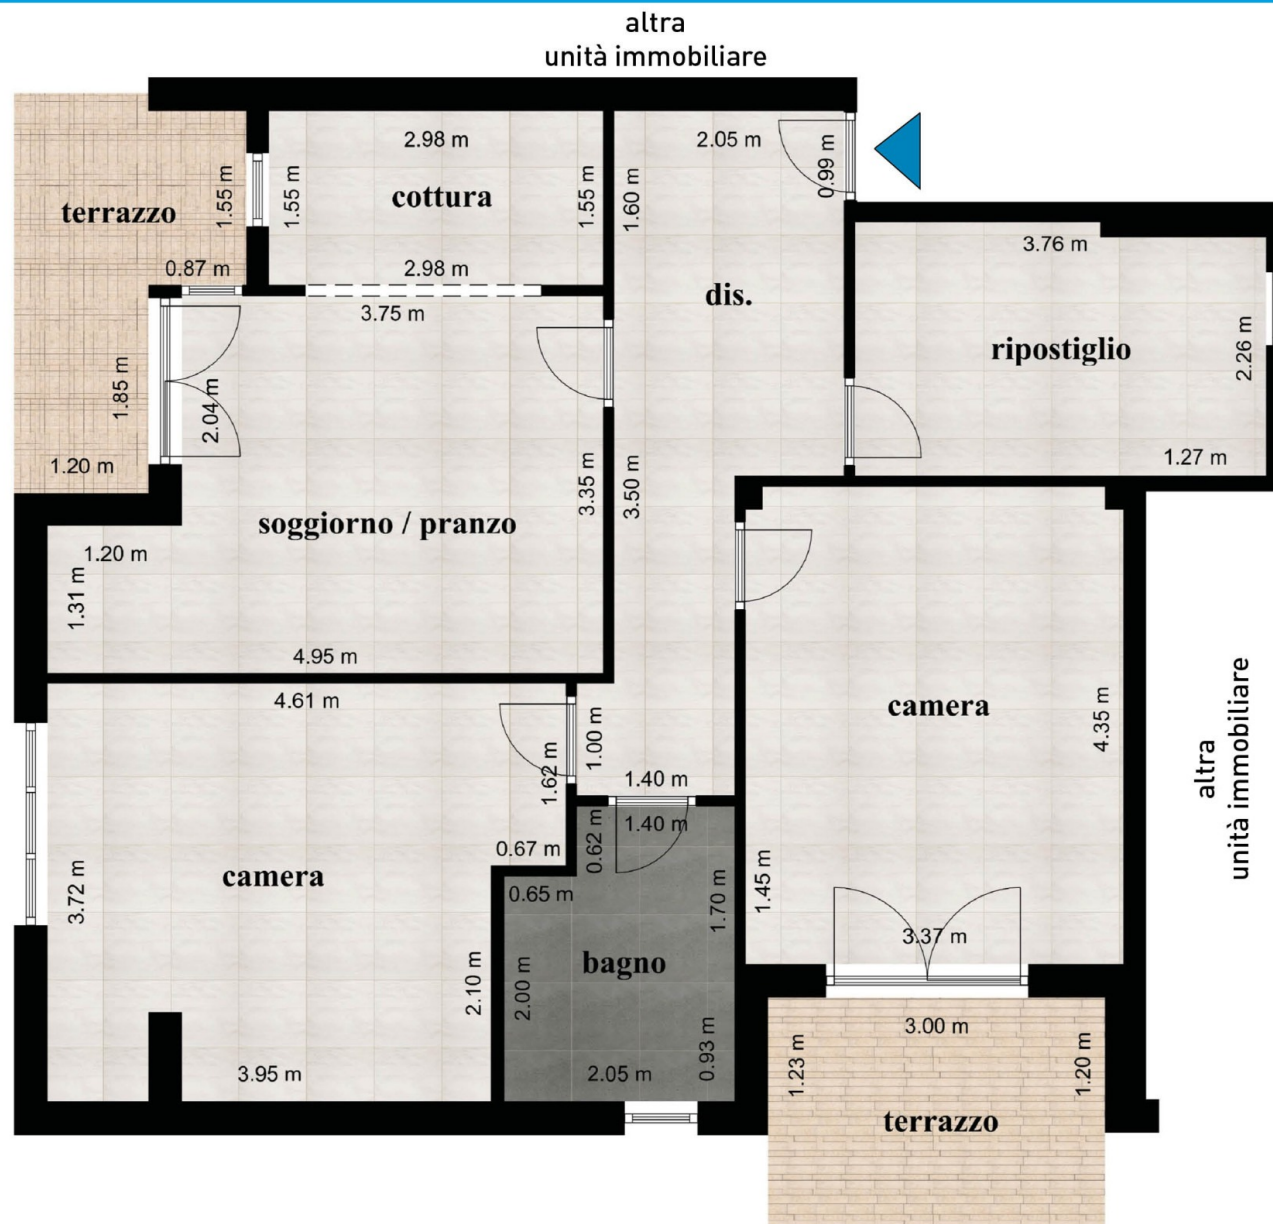 altra
unità immobiliare
2.98 m
2.05 m
0.99 m
cottura
1.55 m
1.55 m
1.55 m
1.60 m
terrazzo
0.87 m
2.98 m
3.75 m
dis.
3.76 m
ripostiglio
2.26 m
1.27 m
1.85 m
2.04 m
1.20 m
3.35 m
3.50 m
soggiorno / pranzo
1.20 m
1.31 m
4.95 m
4.61 m
1.62 m
1.00 m
camera
4.35 m
altra
unità immobiliare
1.40 m
1.40 m
0.62 m
0.67 m
0.65 m
camera
3.72 m
1.70 m
1.45 m
3.37 m
bagno
2.10 m
2.00 m
0.93 m
3.95 m
2.05 m
3.00 m
1.23 m
1.20 m
terrazzo